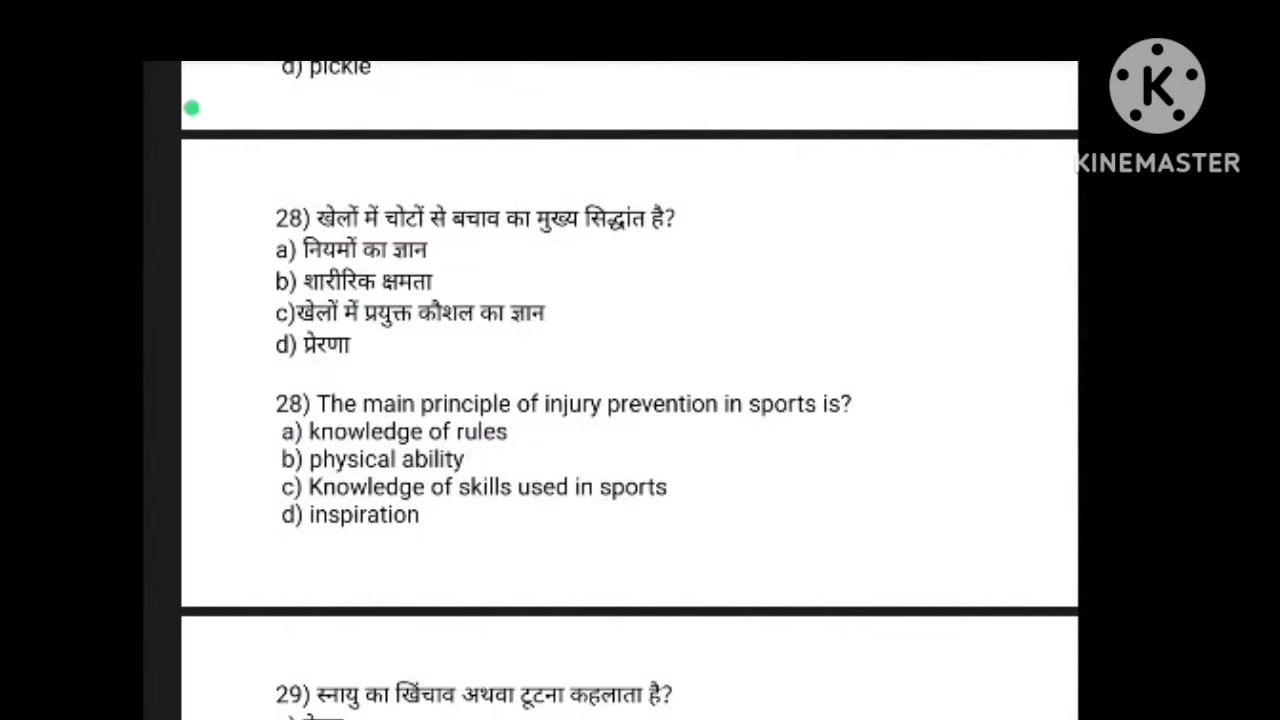 d) pickle
K
KINEMASTER
28) खेलों में चोटों से बचाव का मुख्य सिद्धांत है?
a) नियमों का ज्ञान
b) शारीरिक क्षमता
c)खेलों में प्रयुक्त कौशल का ज्ञान
d) प्रेरणा
28) The main principle of injury prevention in sports is?
a) knowledge of rules
b) physical ability
c) Knowledge of skills used in sports
d) inspiration
29) स्नायु का खिंचाव अथवा टूटना कहलाता है?